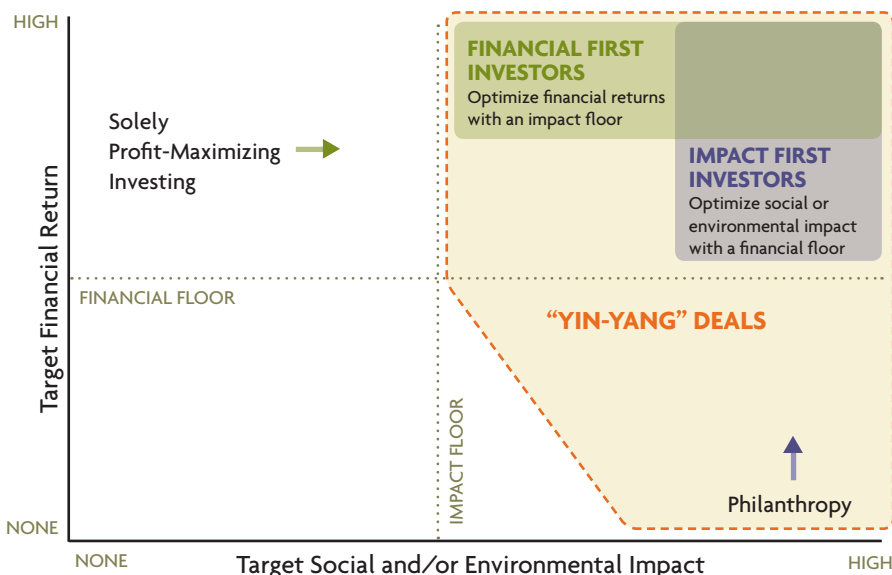 HIGH
FINANCIAL FIRST
INVESTORS
Optimize financial returns
with an impact floor
Solely
Profit-Maximizing
Investing
IMPACT FIRST
INVESTORS
Optimize social or
environmental impact
with a financial floor
Target Financial Return
FINANCIAL FLOOR
“YIN-YANG” DEALS
IMPACT FLOOR
Philanthropy
NONE
NONE
Target Social and/or Environmental Impact
HIGH